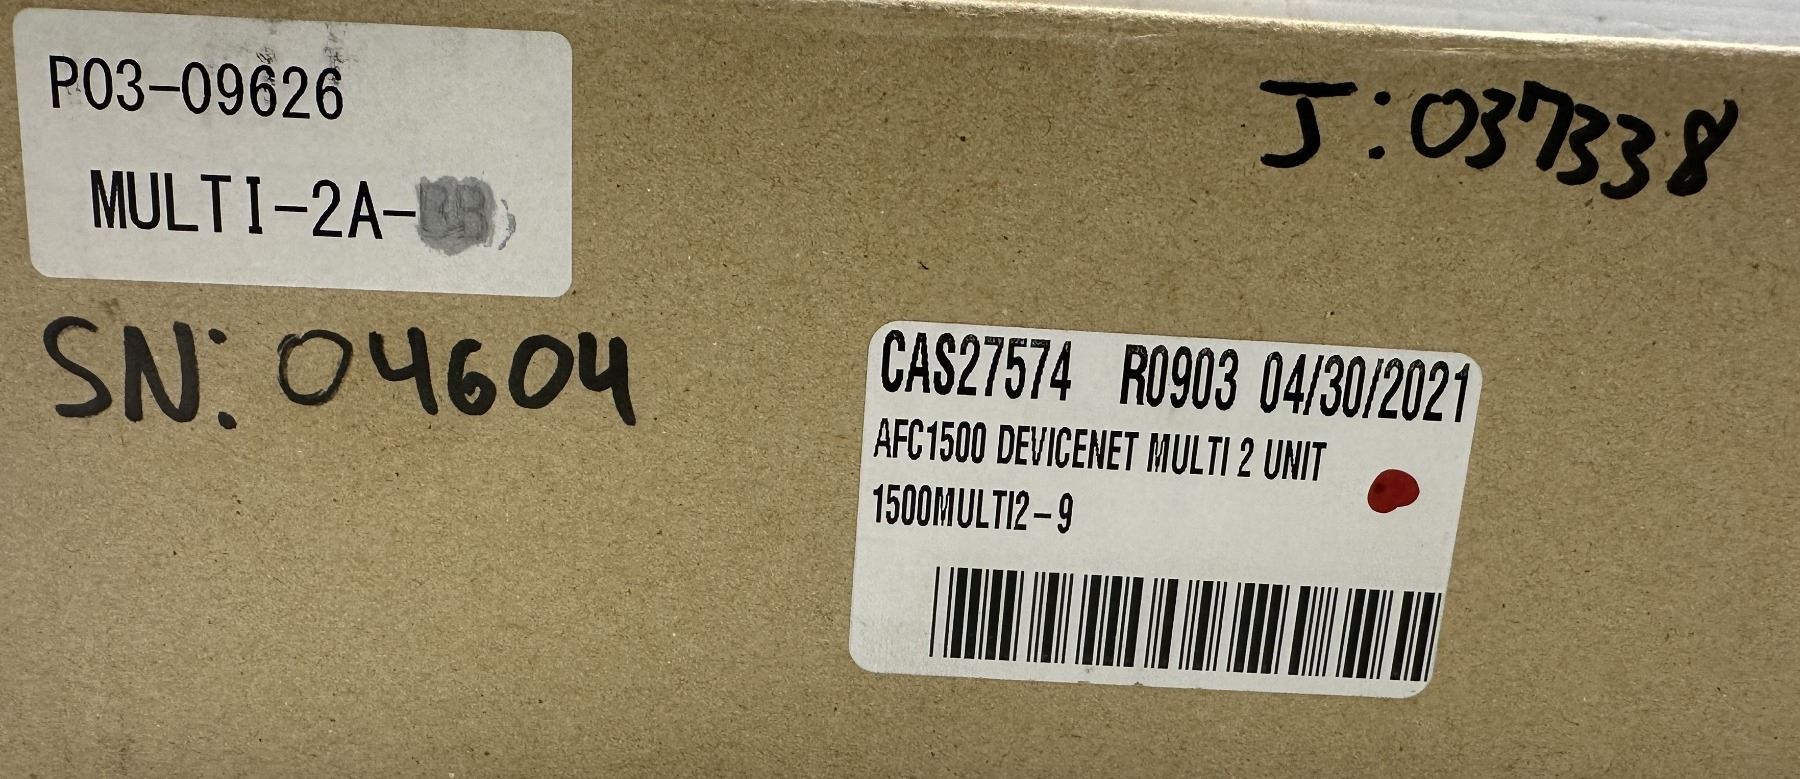 P03-09626
MULTI-2A-
J:037338
SN: 04604
CAS27574 R0903 04/30/2021
AFC1500 DEVICENET MULTI 2 UNIT
1500MULTI2-9